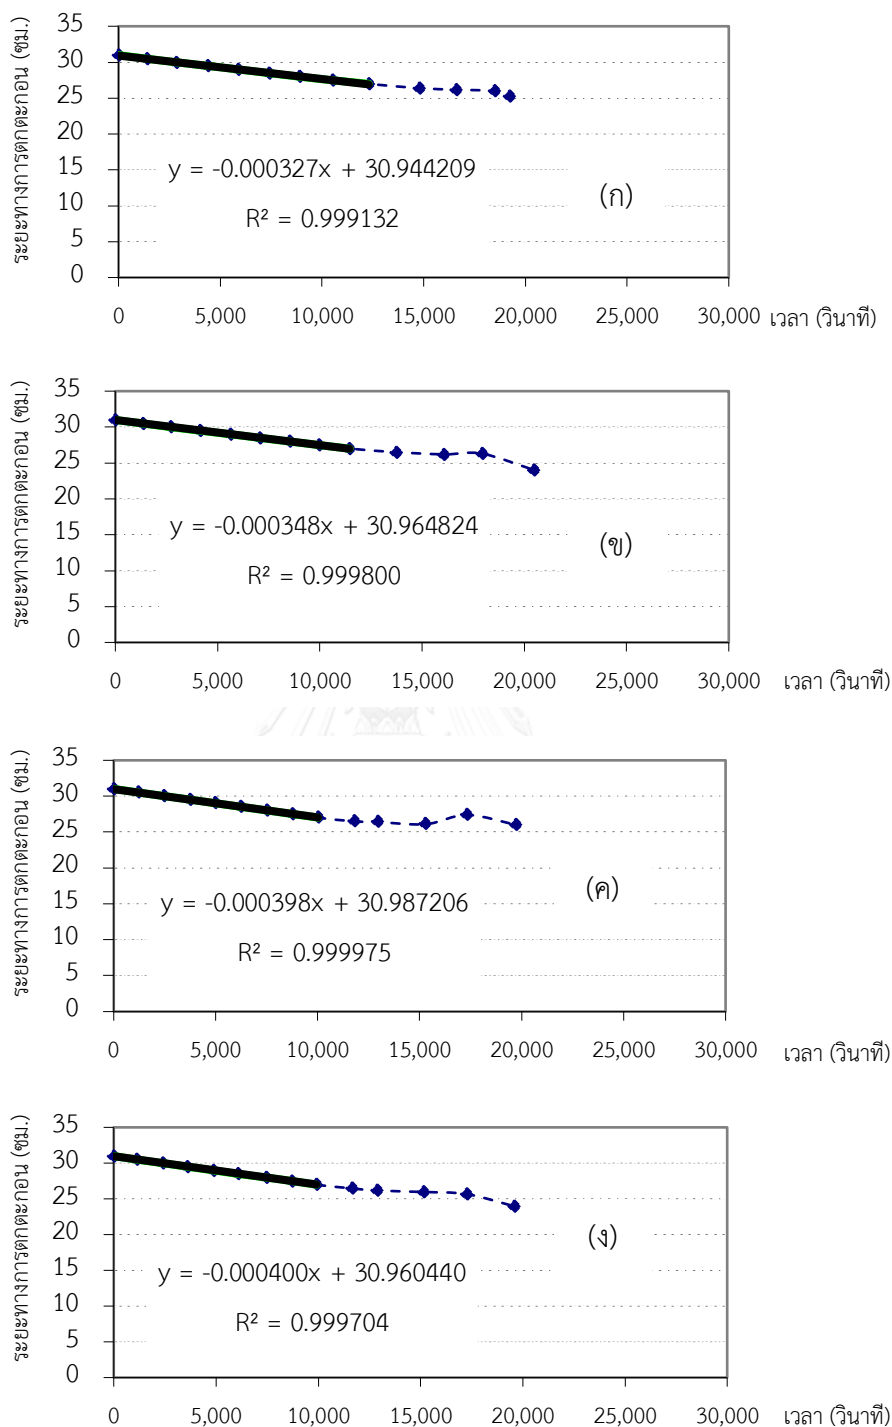 ระยะทางการตกตะกอน (ซม.)
35
30
25
20
15
10
5
0
y = -0.000327x + 30.944209
R² = 0.999132
(ก)
0 5,000 10,000 15,000 20,000 25,000 30,000 เวลา (วินาที)
ระยะทางการตกตะกอน (ซม.)
35
30
25
20
15
10
5
0
y = -0.000348x + 30.964824
R² = 0.999800
(ข)
0 5,000 10,000 15,000 20,000 25,000 30,000 เวลา (วินาที)
ระยะทางการตกตะกอน (ซม.)
35
30
25
20
15
10
5
0
y = -0.000398x + 30.987206
R² = 0.999975
(ค)
0 5,000 10,000 15,000 20,000 25,000 30,000 เวลา (วินาที)
ระยะทางการตกตะกอน (ซม.)
35
30
25
20
15
10
5
0
y = -0.000400x + 30.960440
R² = 0.999704
(ง)
0 5,000 10,000 15,000 20,000 25,000 30,000 เวลา (วินาที)